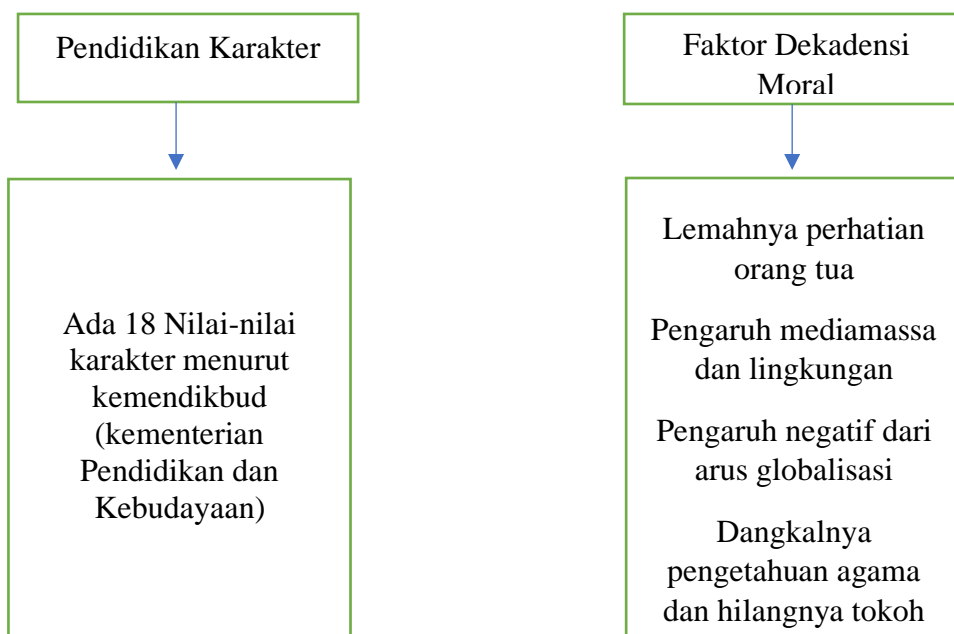 Pendidikan Karakter
Faktor Dekadensi
Moral
Ada 18 Nilai-nilai
karakter menurut
kemendikbud
(kementerian
Pendidikan dan
Kebudayaan)
Lemahnya perhatian
orang tua
Pengaruh mediamassa
dan lingkungan
Pengaruh negatif dari
arus globalisasi
Dangkalnya
pengetahuan agama
dan hilangnya tokoh